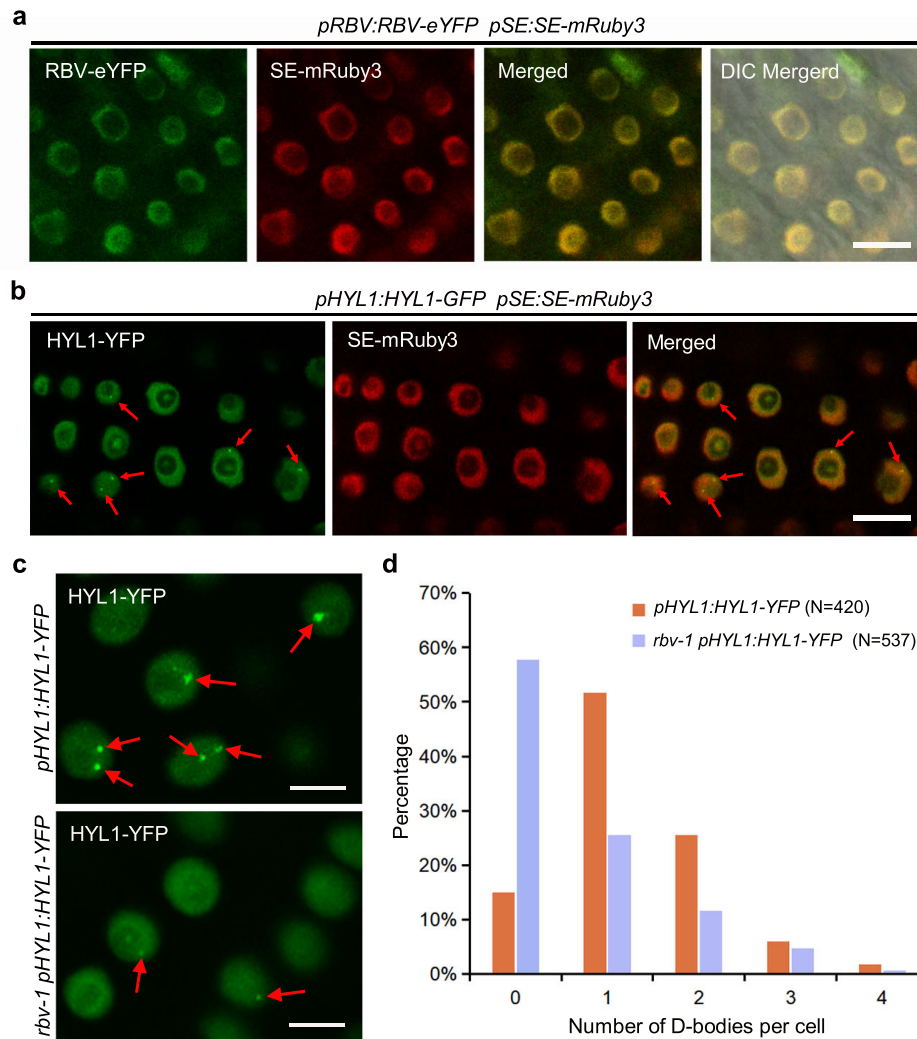 a
pRBV:RBV-eYFP pSE:SE-mRuby3
RBV-eYFP
SE-mRuby3
Merged
DIC Mergerd
b
pHYL1:HYL1-GFP pSE:SE-mRuby3
HYL1-YFP
SE-mRuby3
Merged
c
pHYL1:HYL1-YFP
HYL1-YFP
rbv-1 pHYL1:HYL1-YFP
HYL1-YFP
d
70%
60%
50%
40%
30%
20%
10%
0%
Percentage
pHYL1:HYL1-YFP (N=420)
rbv-1 pHYL1:HYL1-YFP (N=537)
0 1 2 3 4
Number of D-bodies per cell